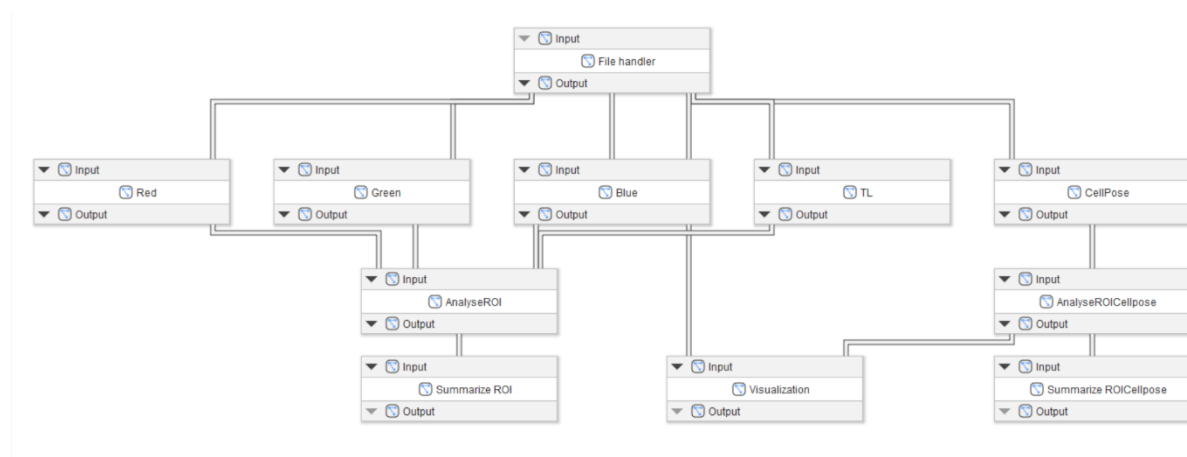 Input
File handler
Output
Input
Red
Output
Input
Green
Output
Input
Blue
Output
Input
TL
Output
Input
CellPose
Output
Input
AnalyseROI
Output
Input
AnalyseROICellpose
Output
Input
Summarize ROI
Output
Input
Visualization
Output
Input
Summarize ROICellpose
Output